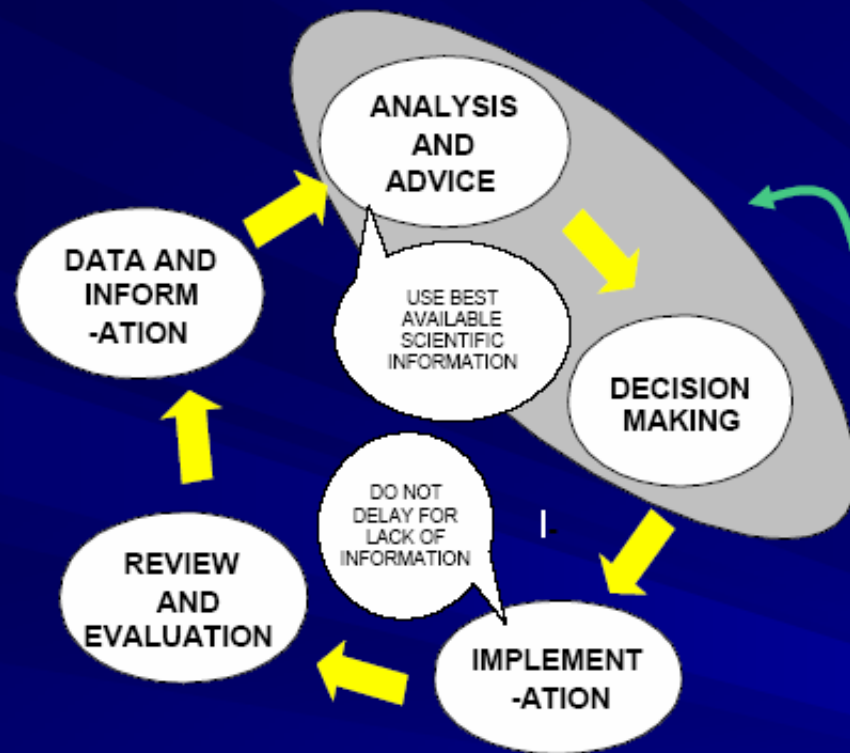 ANALYSIS
AND
ADVICE
DATA AND
INFORM
-ATION
USE BEST
AVAILABLE
SCIENTIFIC
INFORMATION
DECISION
MAKING
DO NOT
DELAY FOR
LACK OF
INFORMATION
REVIEW
AND
EVALUATION
IMPLEMENT
-ATION